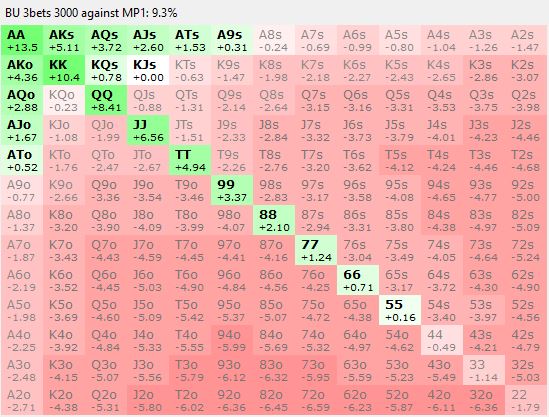 BU 3bets 3000 against MP1: 9.3%
AA AKs AQs AJs ATs A9s A8s A7s A6s A5s A4s A3s A2s
+13.5 +5.11 +3.72 +2.60 +1.53 +0.31 -0.24 -0.69 -0.99 -0.80 -1.04 -1.26 -1.47
AKo KK KQs KJs KTs K9s K8s K7s K6s K5s K4s K3s K2s
+4.36 +10.4 +0.78 +0.00 -0.63 -1.47 -1.98 -2.18 -2.27 -2.43 -2.65 -2.86 -3.07
AQo KQo QQ QJs QTs Q9s Q8s Q7s Q6s Q5s Q4s Q3s Q2s
+2.88 -0.23 +8.41 -0.88 -1.31 -2.14 -2.64 -3.15 -3.16 -3.31 -3.53 -3.75 -3.98
AJo KJo QJo JJ JTs J9s J8s J7s J6s J5s J4s J3s J2s
+1.67 -1.08 -1.99 +6.56 -1.51 -2.33 -2.84 -3.32 -3.73 -3.79 -4.01 -4.23 -4.46
ATo KTo QTo JTo TT T9s T8s T7s T6s T5s T4s T3s T2s
+0.52 -1.76 -2.47 -2.67 +4.94 -2.26 -2.76 -3.20 -3.62 -4.12 -4.24 -4.46 -4.68
A9o K9o Q9o J9o T9o 99 98s 97s 96s 95s 94s 93s 92s
-0.77 -2.66 -3.36 -3.54 -3.46 +3.37 -2.83 -3.17 -3.58 -4.08 -4.65 -4.77 -5.00
A8o K8o Q8o J8o T8o 98o 88 87s 86s 85s 84s 83s 82s
-1.37 -3.20 -3.90 -4.09 -3.99 -4.07 +2.10 -2.94 -3.31 -3.80 -4.38 -4.97 -5.09
A7o K7o Q7o J7o T7o 97o 87o 77 76s 75s 74s 73s 72s
-1.87 -3.43 -4.43 -4.59 -4.45 -4.41 -4.16 +1.24 -3.04 -3.49 -4.05 -4.64 -5.24
A6o K6o Q6o J6o T6o 96o 86o 76o 66 65s 64s 63s 62s
-2.19 -3.52 -4.45 -5.03 -4.90 -4.84 -4.56 -4.25 +0.71 -3.17 -3.72 -4.30 -4.90
A5o K5o Q5o J5o T5o 95o 85o 75o 65o 55 54s 53s 52s
-1.98 -3.69 -4.60 -5.09 -5.42 -5.37 -5.07 -4.72 -4.38 +0.16 -3.40 -3.97 -4.56
A4o K4o Q4o J4o T4o 94o 84o 74o 64o 54o 44 43s 42s
-2.25 -3.92 -4.84 -5.33 -5.55 -5.99 -5.69 -5.32 -4.97 -4.62 -0.49 -4.21 -4.79
A3o K3o Q3o J3o T3o 93o 83o 73o 63o 53o 43o 33 32s
-2.48 -4.15 -5.07 -5.56 -5.79 -6.12 -6.32 -5.95 -5.59 -5.23 -5.49 -1.14 -5.03
A2o K2o Q2o J2o T2o 92o 82o 72o 62o 52o 42o 32o 22
-2.71 -4.38 -5.31 -5.80 -6.02 -6.36 -6.45 -6.59 -6.23 -5.87 -6.11 -6.36 -1.79